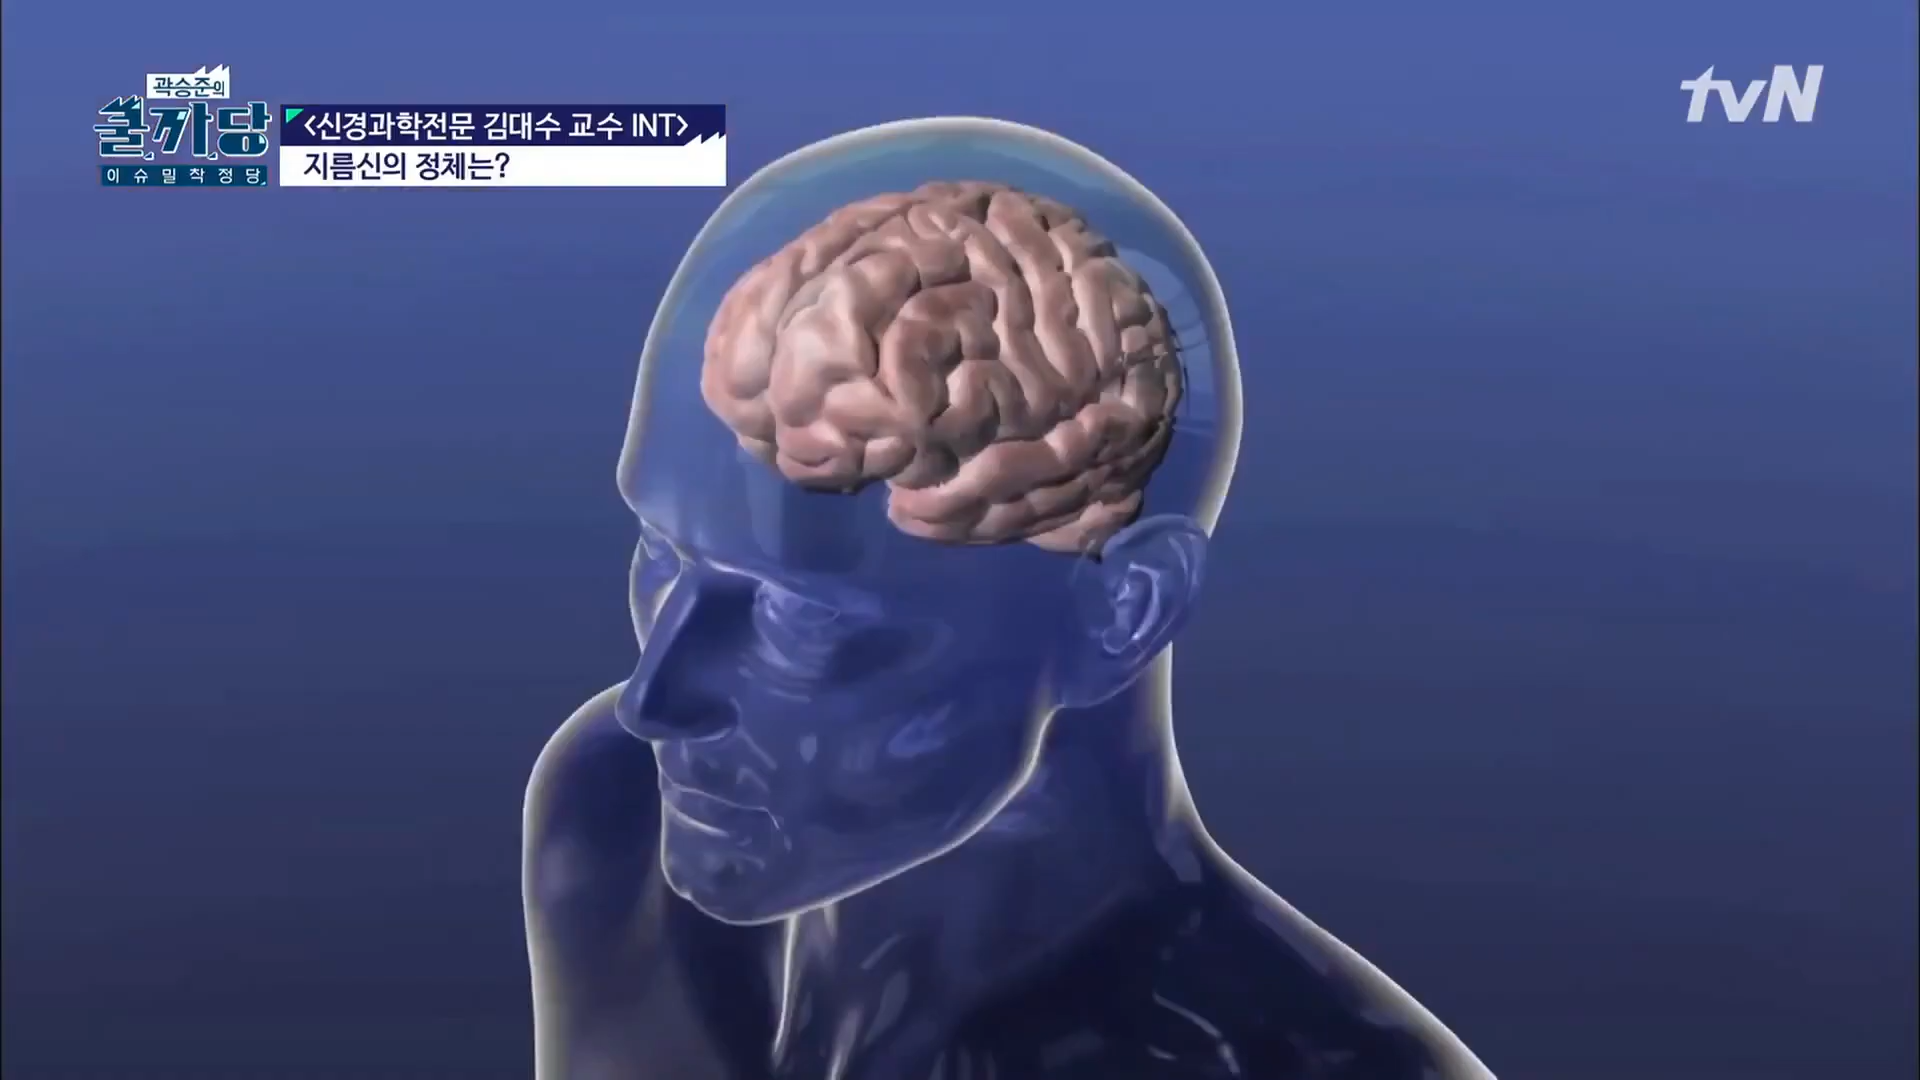 곽승준의
쿨까당
이슈밀착정당
<신경과학전문 김대수 교수 INT>
지름신의 정체는?
tvN